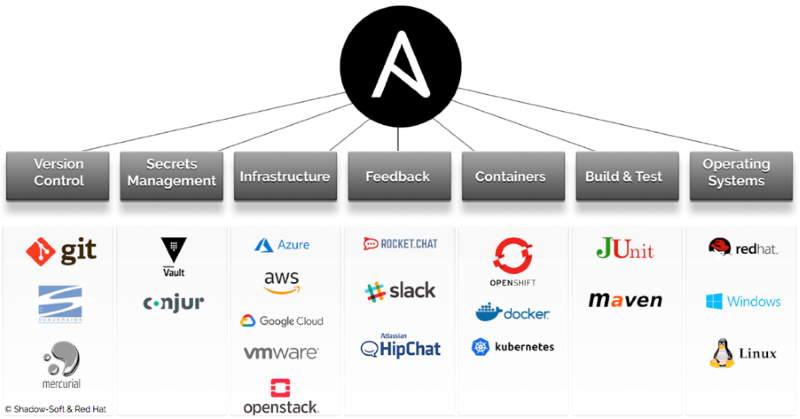 Version
Control
Secrets
Management
Infrastructure
Feedback
Containers
Build & Test
Operating
Systems
git
SUBVERSION
mercurial
Vault
conjur
Azure
aws
Google Cloud
vmware®
openstack.
ROCKET.CHAT
slack
Atlassian
HipChat
OPENSHIFT
docker
kubernetes
JUnit
maven
redhat.
Windows
Linux
© Shadow-Soft & Red Hat